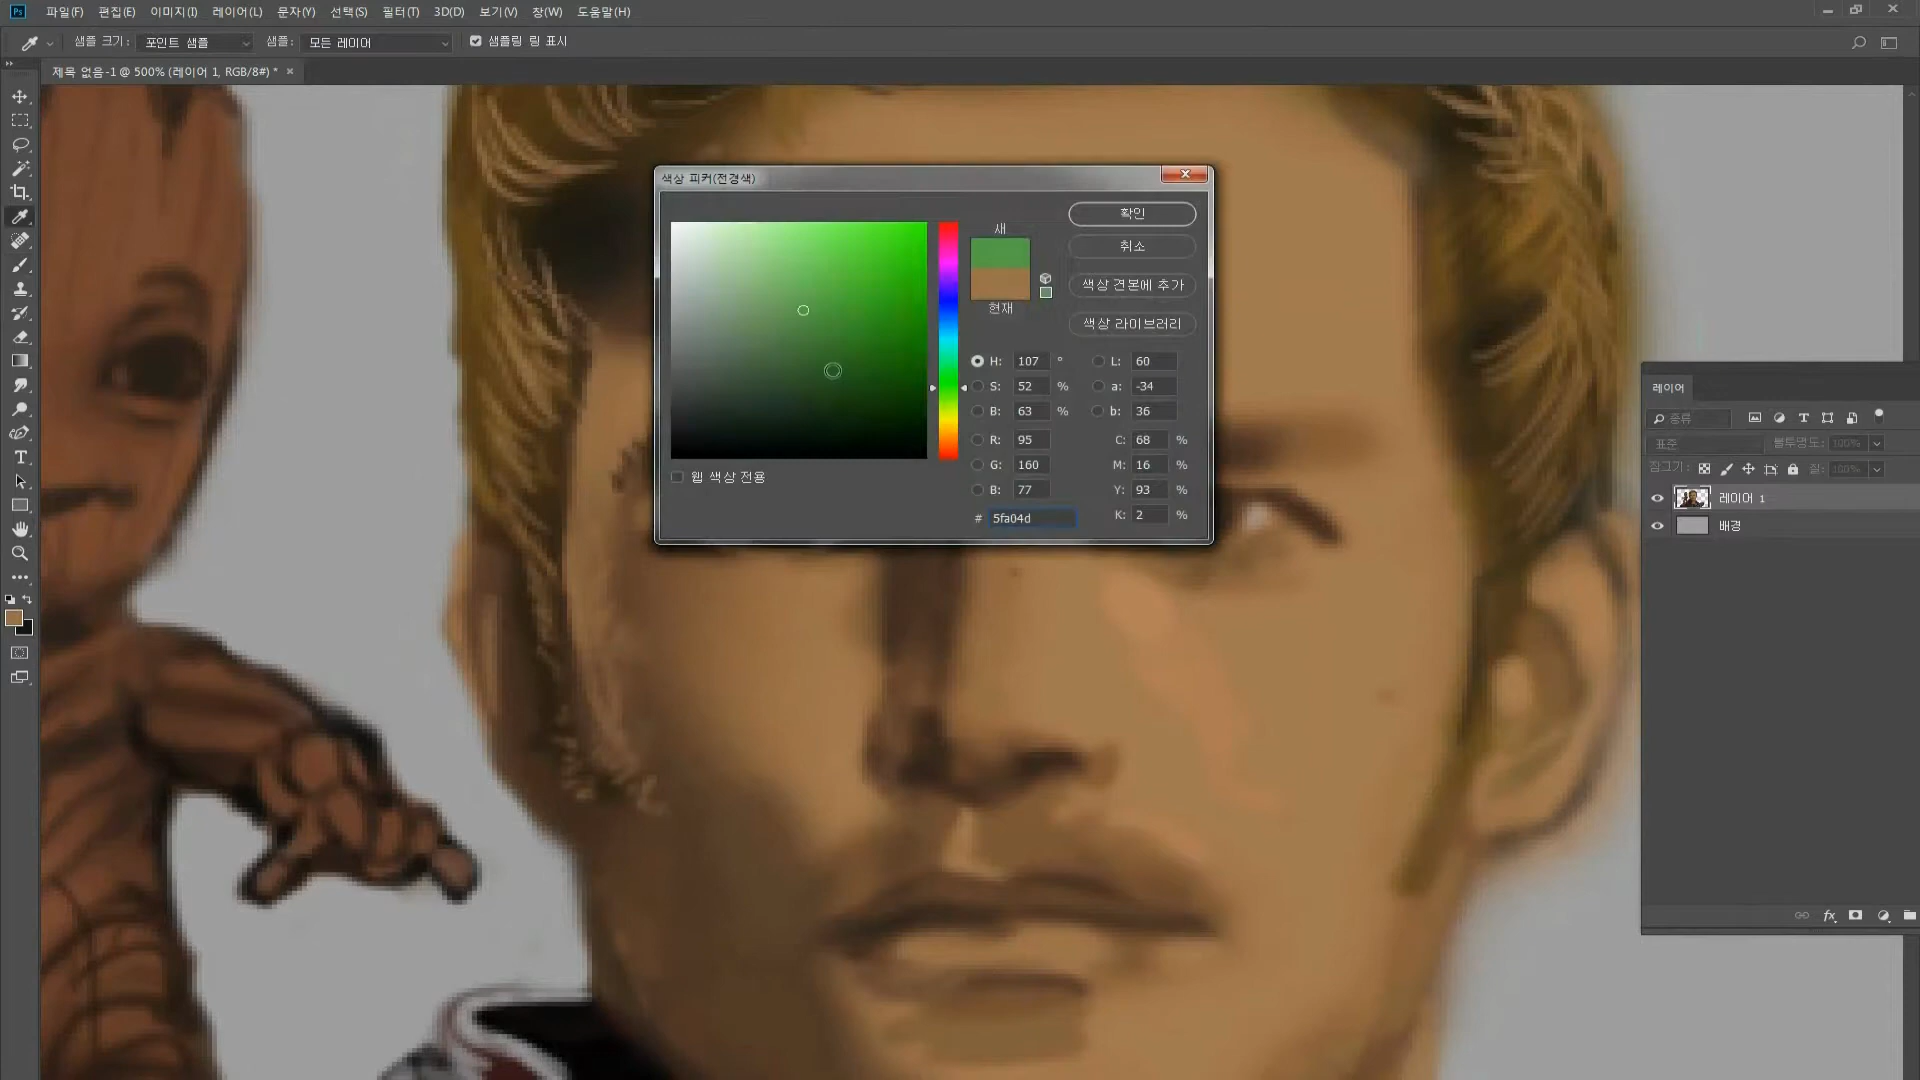 Ps 파일(F) 편집(E) 이미지(I) 레이어(L) 문자(Y) 선택(S) 필터(T) 3D(D) 보기(V) 창(W) 도움말(H)
샘플 크기: 포인트 샘플 샘플: 모든 레이어 샘플링 링 표시
제목 없음-1 @ 500% (레이어 1, RGB/8#) *
색상 피커(전경색)
새
현재
확인
취소
색상 견본에 추가
색상 라이브러리
H: 107 ° L: 60
S: 52 % a: -34
B: 63 % b: 36
R: 95 C: 68 %
G: 160 M: 16 %
B: 77 Y: 93 %
# 5fa04d K: 2 %
웹 색상 전용
레이어
종류
표준 불투명도: 100%
잠그기: 칠: 100%
레이어 1
배경
fx